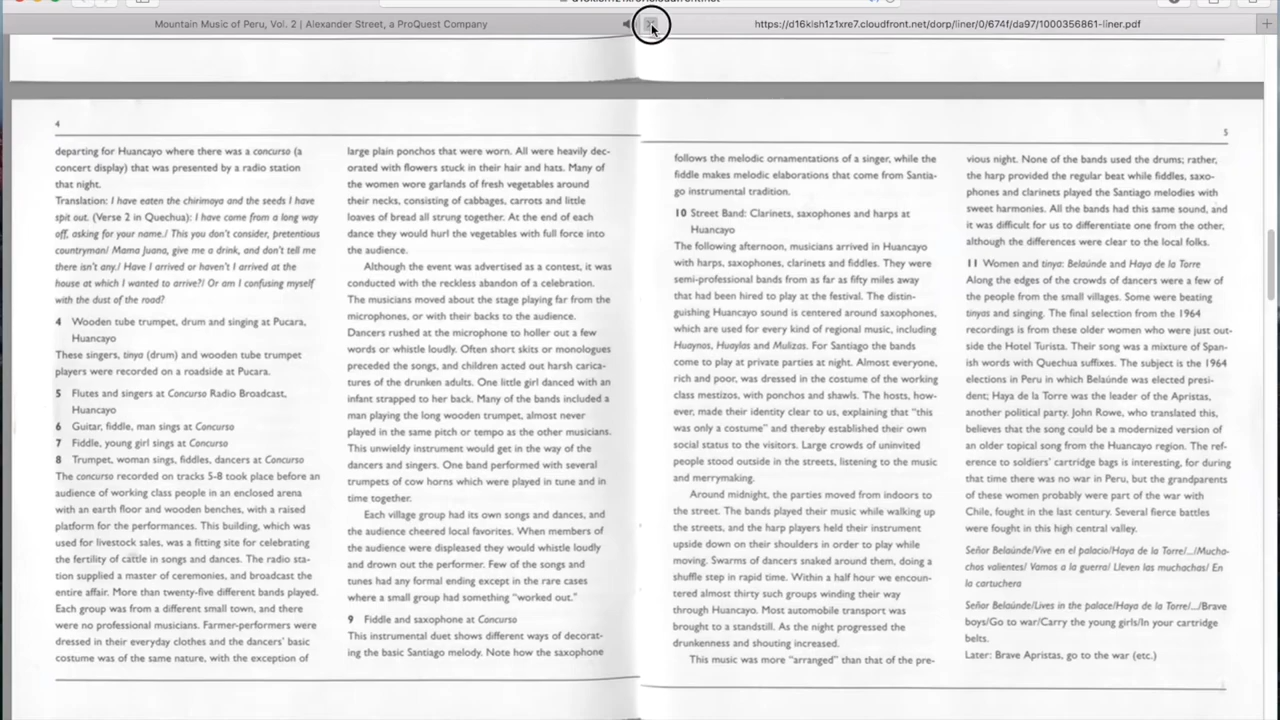 Mountain Music of Peru, Vol. 2 | Alexander Street, a ProQuest Company
https://d16kish1z1xre7.cloudfront.net/dorp/liner/0/674f/da97/1000356861-liner.pdf
4
departing for Huancayo where there was a concurso (a
concert display) that was presented by a radio station
that night.
Translation: I have eaten the chirimoya and the seeds I have
spit out. (Verse 2 in Quechua): I have come from a long way
off, asking for your name./ This you don't consider, pretentious
countryman! Mama Juana, give me a drink, and don't tell me
there isn't any./ Have I arrived or haven't I arrived at the
house at which I wanted to arrive?/ Or am I confusing myself
with the dust of the road?
4 Wooden tube trumpet, drum and singing at Pucara,
Huancayo
These singers, tinya (drum) and wooden tube trumpet
players were recorded on a roadside at Pucara.
5 Flutes and singers at Concurso Radio Broadcast,
Huancayo
6 Guitar, fiddle, man sings at Concurso
7 Fiddle, young girl sings at Concurso
8 Trumpet, woman sings, fiddles, dancers at Concurso
The concurso recorded on tracks 5-8 took place before an
audience of working class people in an enclosed arena
with an earth floor and wooden benches, with a raised
platform for the performances. This building, which was
used for livestock sales, was a fitting site for celebrating
the fertility of cattle in songs and dances. The radio sta-
tion supplied a master of ceremonies, and broadcast the
entire affair. More than twenty-five different bands played.
Each group was from a different small town, and there
were no professional musicians. Farmer-performers were
dressed in their everyday clothes and the dancers' basic
costume was of the same nature, with the exception of
large plain ponchos that were worn. All were heavily dec-
orated with flowers stuck in their hair and hats. Many of
the women wore garlands of fresh vegetables around
their necks, consisting of cabbages, carrots and little
loaves of bread all strung together. At the end of each
dance they would hurl the vegetables with full force into
the audience.
Although the event was advertised as a contest, it was
conducted with the reckless abandon of a celebration.
The musicians moved about the stage playing far from the
microphones, or with their backs to the audience.
Dancers rushed at the microphone to holler out a few
words or whistle loudly. Often short skits or monologues
preceded the songs, and children acted out harsh carica-
tures of the drunken adults. One little girl danced with an
infant strapped to her back. Many of the bands included a
man playing the long wooden trumpet, almost never
played in the same pitch or tempo as the other musicians.
This unwieldy instrument would get in the way of the
dancers and singers. One band performed with several
trumpets of cow horns which were played in tune and in
time together.
Each village group had its own songs and dances, and
the audience cheered local favorites. When members of
the audience were displeased they would whistle loudly
and drown out the performer. Few of the songs and
tunes had any formal ending except in the rare cases
where a small group had something "worked out."
9 Fiddle and saxophone at Concurso
This instrumental duet shows different ways of decorat-
ing the basic Santiago melody. Note how the saxophone
5
follows the melodic ornamentations of a singer, while the
fiddle makes melodic elaborations that come from Santia-
go instrumental tradition.
10 Street Band: Clarinets, saxophones and harps at
Huancayo
The following afternoon, musicians arrived in Huancayo
with harps, saxophones, clarinets and fiddles. They were
semi-professional bands from as far as fifty miles away
that had been hired to play at the festival. The distin-
guishing Huancayo sound is centered around saxophones,
which are used for every kind of regional music, including
Huaynos, Huaylas and Mulizas. For Santiago the bands
come to play at private parties at night. Almost everyone,
rich and poor, was dressed in the costume of the working
class mestizos, with ponchos and shawls. The hosts, how-
ever, made their identity clear to us, explaining that "this
was only a costume" and thereby established their own
social status to the visitors. Large crowds of uninvited
people stood outside in the streets, listening to the music
and merrymaking.
Around midnight, the parties moved from indoors to
the street. The bands played their music while walking up
the streets, and the harp players held their instrument
upside down on their shoulders in order to play while
moving. Swarms of dancers snaked around them, doing a
shuffle step in rapid time. Within a half hour we encoun-
tered almost thirty such groups winding their way
through Huancayo. Most automobile transport was
brought to a standstill. As the night progressed the
drunkenness and shouting increased.
This music was more "arranged" than that of the pre-
vious night. None of the bands used the drums; rather,
the harp provided the regular beat while fiddles, saxo-
phones and clarinets played the Santiago melodies with
sweet harmonies. All the bands had this same sound, and
it was difficult for us to differentiate one from the other,
although the differences were clear to the local folks.
11 Women and tinya: Belaúnde and Haya de la Torre
Along the edges of the crowds of dancers were a few of
the people from the small villages. Some were beating
tinyas and singing. The final selection from the 1964
recordings is from these older women who were just out-
side the Hotel Turista. Their song was a mixture of Span-
ish words with Quechua suffixes. The subject is the 1964
elections in Peru in which Belaúnde was elected presi-
dent; Haya de la Torre was the leader of the Apristas,
another political party. John Rowe, who translated this,
believes that the song could be a modernized version of
an older topical song from the Huancayo region. The ref-
erence to soldiers' cartridge bags is interesting, for during
that time there was no war in Peru, but the grandparents
of these women probably were part of the war with
Chile, fought in the last century. Several fierce battles
were fought in this high central valley.
Señor Belaúnde/Vive en el palacio/Haya de la Torre/.../Mucha-
chos valientes/ Vamos a la guerra/ Lleven las muchachas/ En
la cartuchera
Señor Belaúnde/Lives in the palace/Haya de la Torre/.../Brave
boys/Go to war/Carry the young girls/In your cartridge
belts.
Later: Brave Apristas, go to the war (etc.)